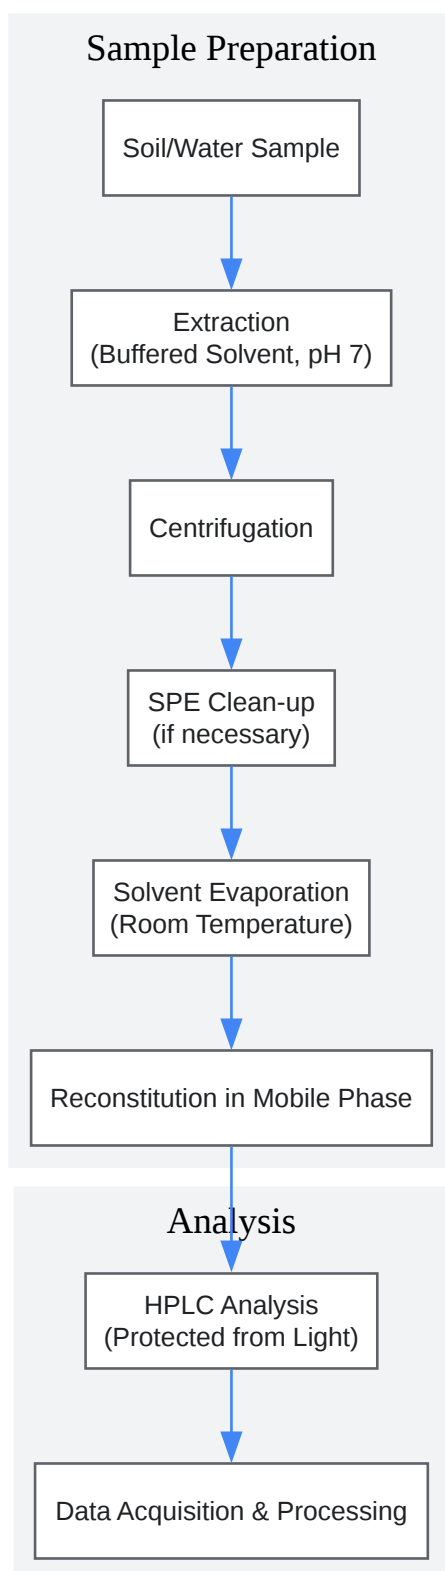 Sample Preparation
Soil/Water Sample
Extraction
(Buffered Solvent, pH 7)
Centrifugation
SPE Clean-up
(if necessary)
Solvent Evaporation
(Room Temperature)
Reconstitution in Mobile Phase
Analysis
HPLC Analysis
(Protected from Light)
Data Acquisition & Processing